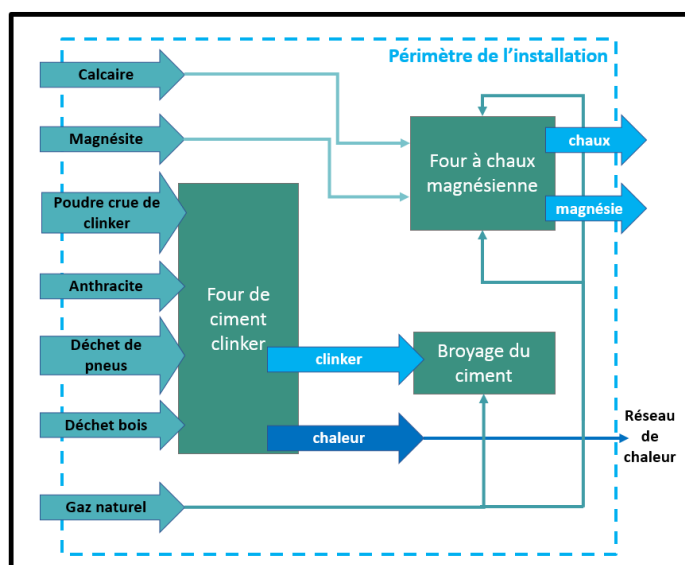 Périmètre de l'installation
Calcaire
Magnésite
Poudre crue de
clinker
Anthracite
Déchet de
pneus
Déchet bois
Gaz naturel
Four de
ciment
clinker
Four à chaux
magnésienne
chaux
magnésie
clinker
Broyage du
ciment
chaleur
Réseau
de
chaleur